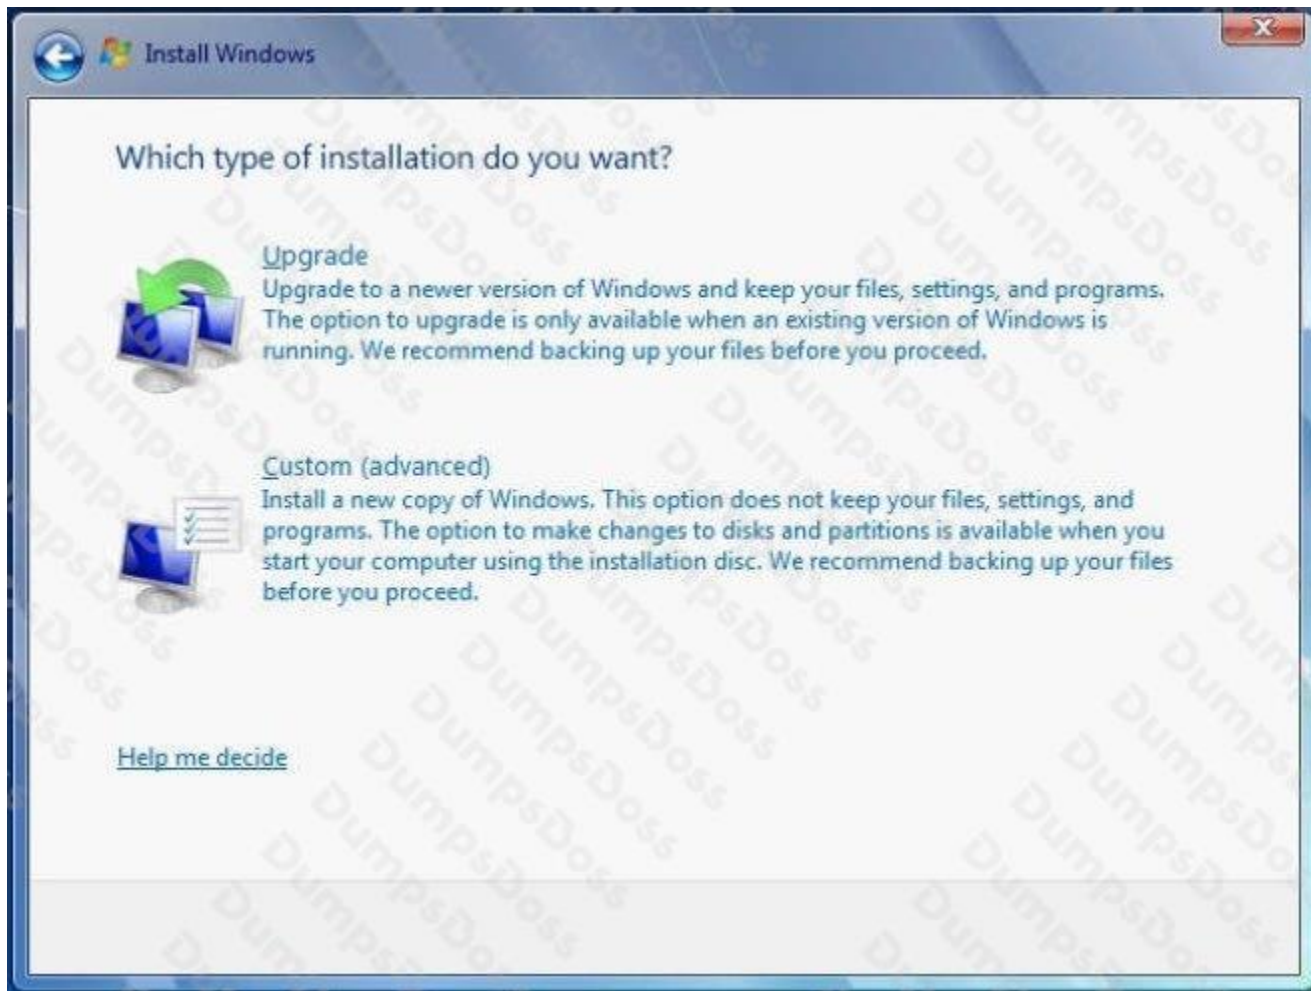 Install Windows
Which type of installation do you want?
Upgrade
Upgrade to a newer version of Windows and keep your files, settings, and programs.
The option to upgrade is only available when an existing version of Windows is
running. We recommend backing up your files before you proceed.
Custom (advanced)
Install a new copy of Windows. This option does not keep your files, settings, and
programs. The option to make changes to disks and partitions is available when you
start your computer using the installation disc. We recommend backing up your files
before you proceed.
Help me decide
DumpsDoss